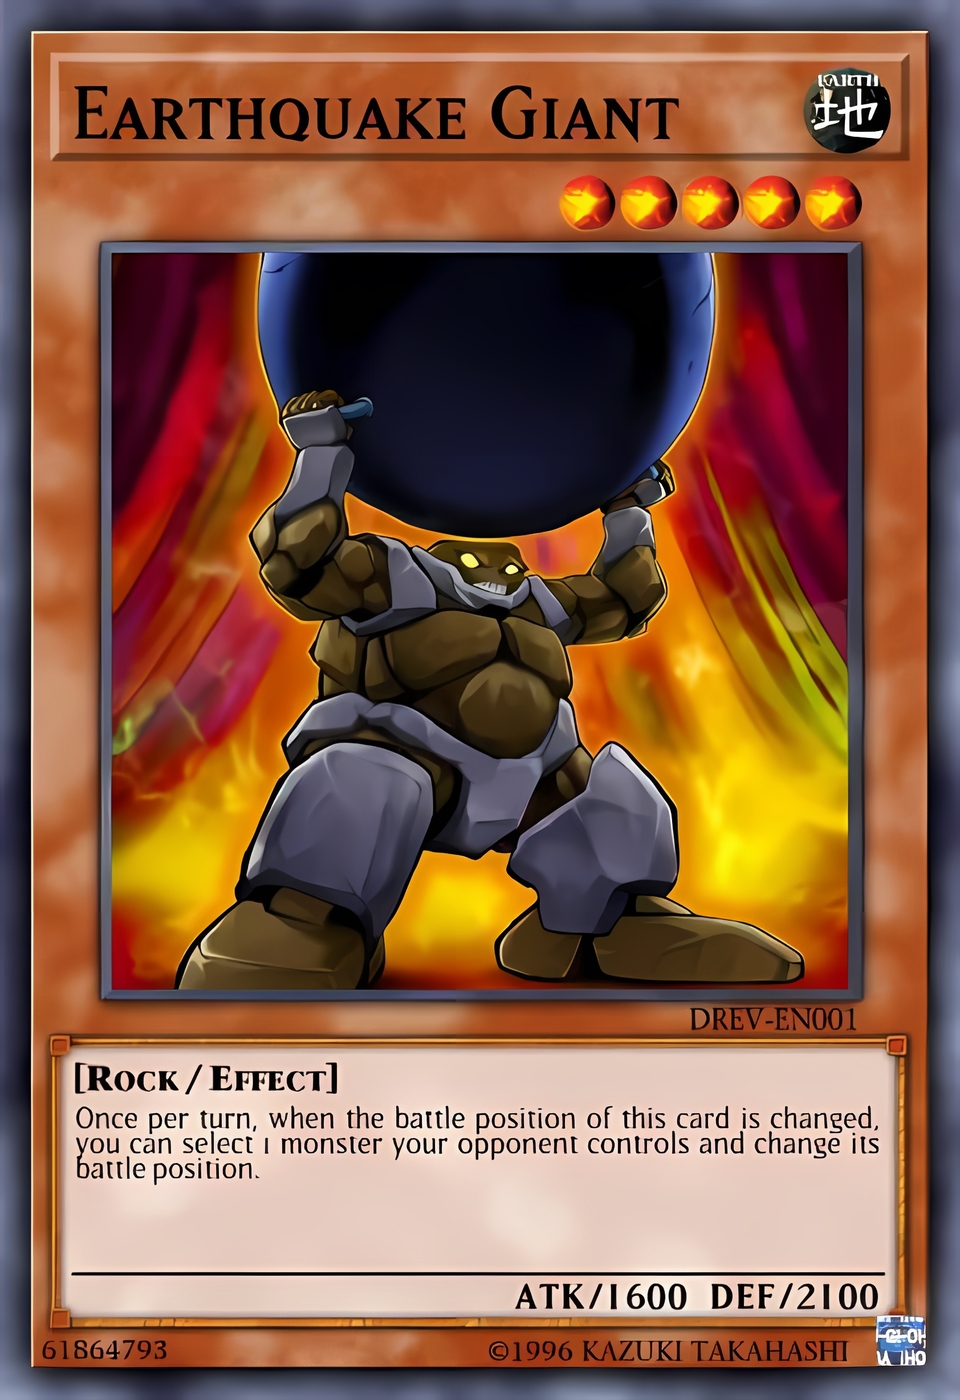 EARTHQUAKE GIANT
EARTH
地
DREV-EN001
[ROCK / EFFECT]
Once per turn, when the battle position of this card is changed,
you can select 1 monster your opponent controls and change its
battle position.
ATK/1600 DEF/2100
61864793
©1996 KAZUKI TAKAHASHI